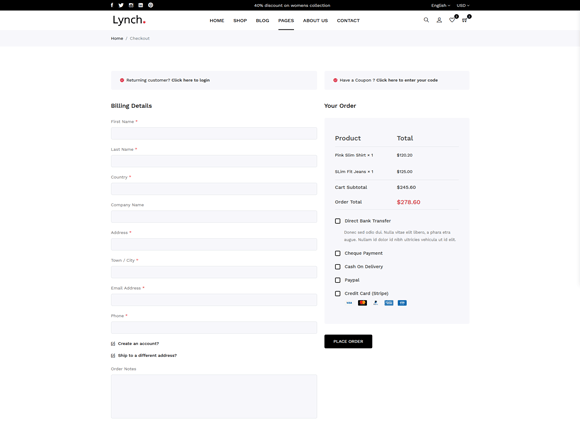 40% discount on womens collection
English
USD
Lynch.
HOME SHOP BLOG PAGES ABOUT US CONTACT
Home / Checkout
Returning customer? Click here to login
Have a Coupon ? Click here to enter your code
Billing Details
First Name *
Last Name *
Country *
Company Name
Address *
Town / City *
Email Address *
Phone *
Create an account?
Ship to a different address?
Order Notes
Your Order
Product Total
Pink Slim Shirt × 1 $120.20
SLim Fit Jeans × 1 $125.00
Cart Subtotal $245.60
Order Total $278.60
Direct Bank Transfer
Donec sed odio dui. Nulla vitae elit libero, a phara etra
augue. Nullam id dolor id nibh ultricies vehicula ut id elit.
Cheque Payment
Cash On Delivery
Paypal
Credit Card (Stripe)
PLACE ORDER